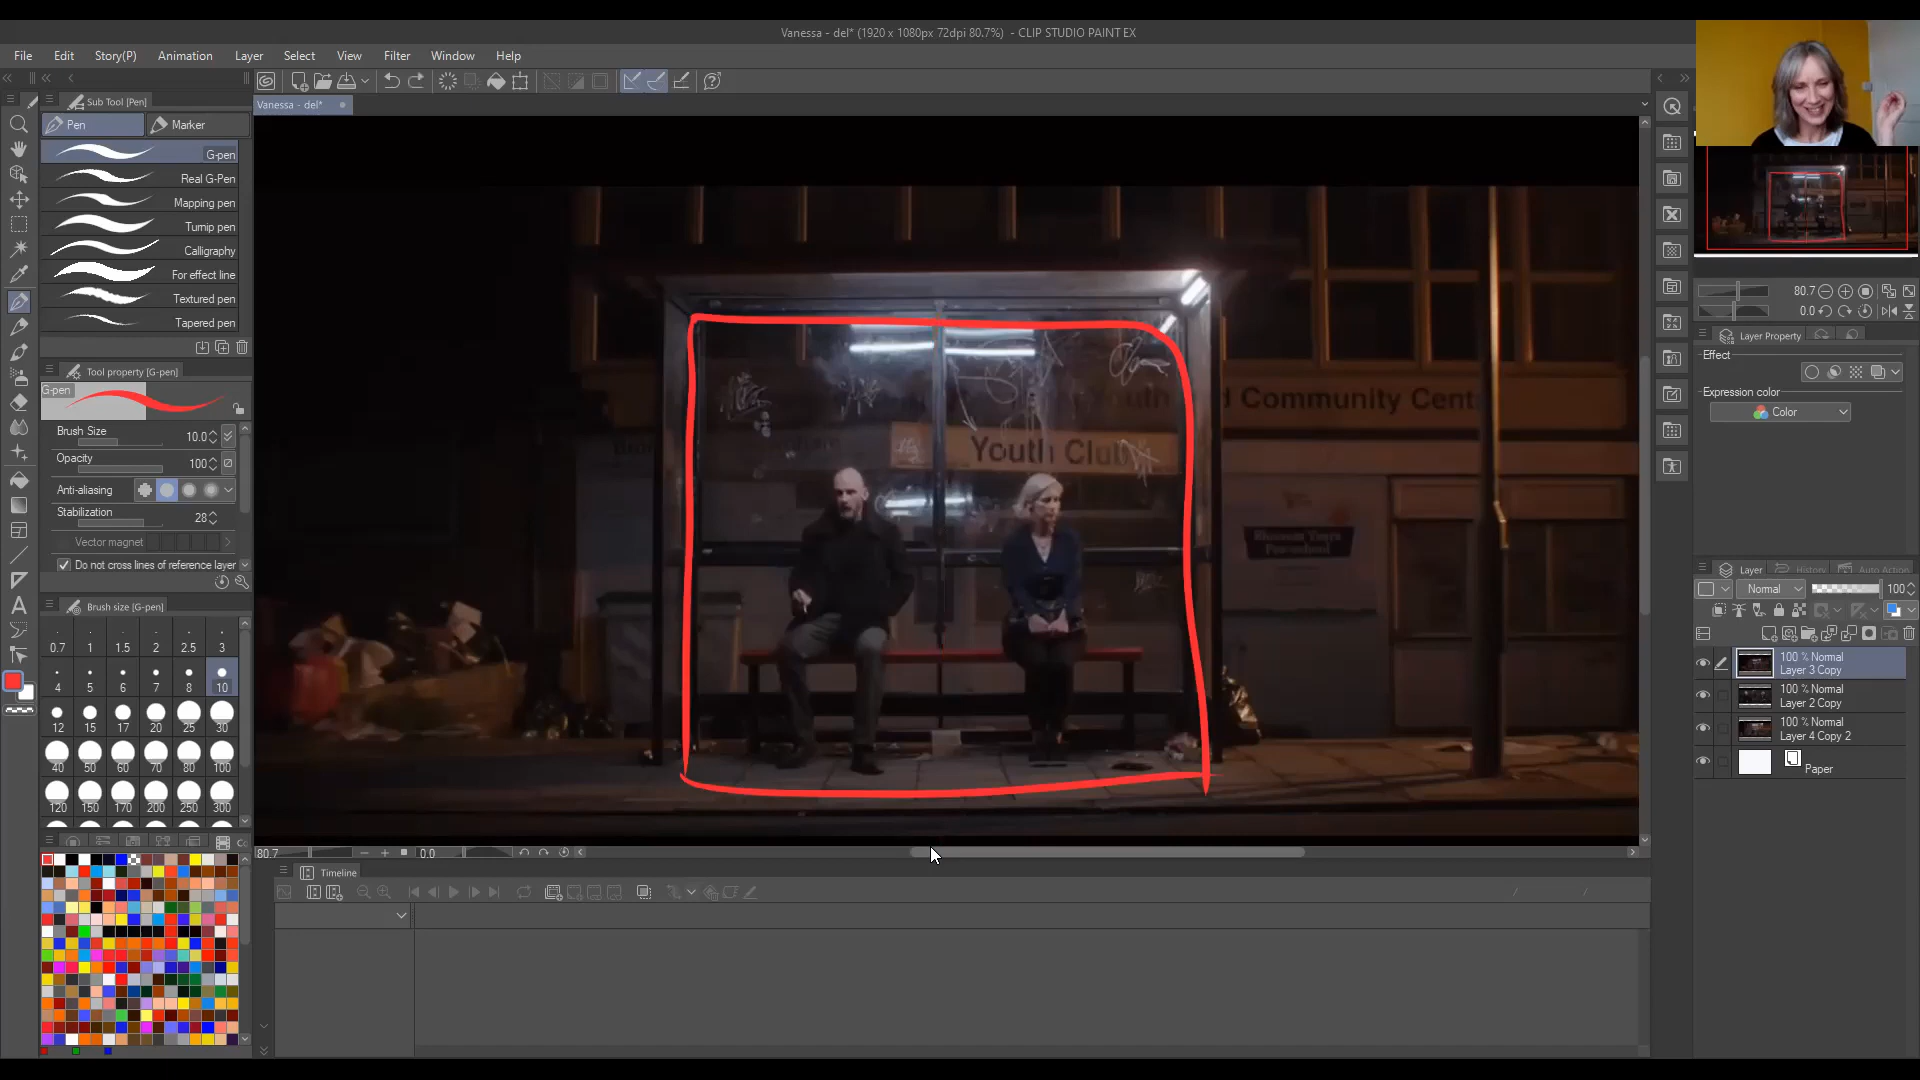 Vanessa - del* (1920 x 1080px 72dpi 80.7%)  - CLIP STUDIO PAINT EX
File Edit Story(P) Animation Layer Select View Filter Window Help
Sub Tool [Pen]
Vanessa - del*
Pen Marker
G-pen
Real G-Pen
Mapping pen
Turnip pen
Calligraphy
For effect line
Textured pen
Tapered pen
Tool property [G-pen]
G-pen
Brush Size 10.0
Opacity 100
Anti-aliasing
Stabilization 28
Vector magnet
Do not cross lines of reference layer
Brush size [G-pen]
0.7 1 1.5 2 2.5 3
4 5 6 7 8 10
12 15 17 20 25 30
40 50 60 70 80 100
120 150 170 200 250 300
Community Cent
Youth Club
80.7 0.0
Timeline
80.7
0.0
Layer Property
Effect
Expression color
Color
Layer History Auto Action
Normal 100
100 % Normal
Layer 3 Copy
100 % Normal
Layer 2 Copy
100 % Normal
Layer 4 Copy 2
Paper